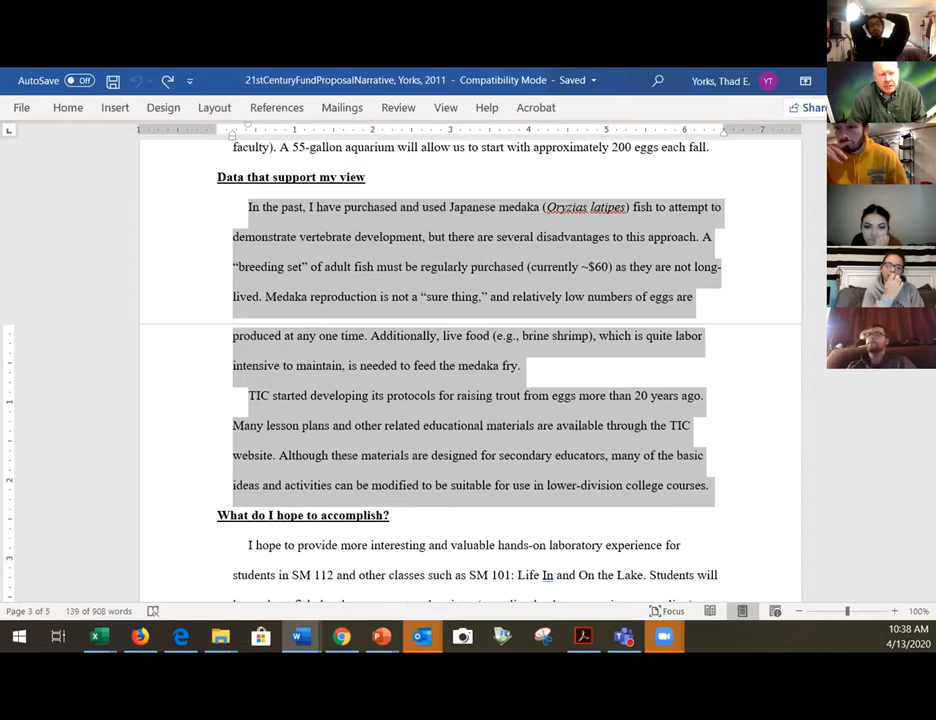 AutoSave Off 21stCenturyFundProposalNarrative, Yorks, 2011 - Compatibility Mode - Saved Yorks, Thad E. YT
File Home Insert Design Layout References Mailings Review View Help Acrobat Share
1 1 2 3 4 5 6 7
faculty). A 55-gallon aquarium will allow us to start with approximately 200 eggs each fall.
Data that support my view
In the past, I have purchased and used Japanese medaka (Oryzias latipes) fish to attempt to
demonstrate vertebrate development, but there are several disadvantages to this approach. A
“breeding set” of adult fish must be regularly purchased (currently ~$60) as they are not long-
lived. Medaka reproduction is not a “sure thing,” and relatively low numbers of eggs are
produced at any one time. Additionally, live food (e.g., brine shrimp), which is quite labor
intensive to maintain, is needed to feed the medaka fry.
TIC started developing its protocols for raising trout from eggs more than 20 years ago.
Many lesson plans and other related educational materials are available through the TIC
website. Although these materials are designed for secondary educators, many of the basic
ideas and activities can be modified to be suitable for use in lower-division college courses.
What do I hope to accomplish?
I hope to provide more interesting and valuable hands-on laboratory experience for
students in SM 112 and other classes such as SM 101: Life In and On the Lake. Students will
1
2
3
Page 3 of 5 139 of 908 words Focus 100%
10:38 AM
4/13/2020